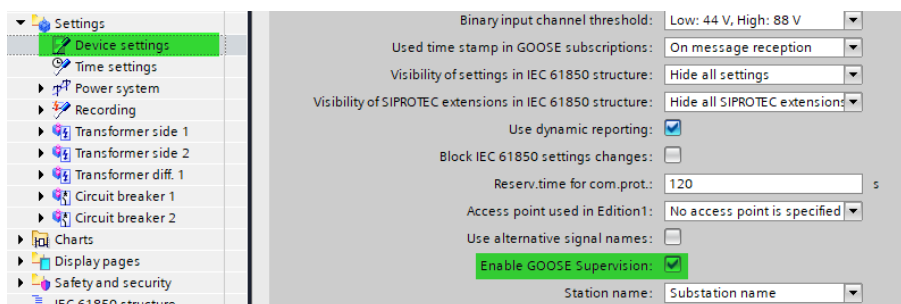 Settings
Device settings
Time settings
Power system
Recording
Transformer side 1
Transformer side 2
Transformer diff. 1
Circuit breaker 1
Circuit breaker 2
Charts
Display pages
Safety and security
IEC 61850 structure
Binary input channel threshold: Low: 44 V, High: 88 V
Used time stamp in GOOSE subscriptions: On message reception
Visibility of settings in IEC 61850 structure: Hide all settings
Visibility of SIPROTEC extensions in IEC 61850 structure: Hide all SIPROTEC extensions
Use dynamic reporting:
Block IEC 61850 settings changes:
Reserv.time for com.prot.: 120 s
Access point used in Edition1: No access point is specified
Use alternative signal names:
Enable GOOSE Supervision:
Station name: Substation name